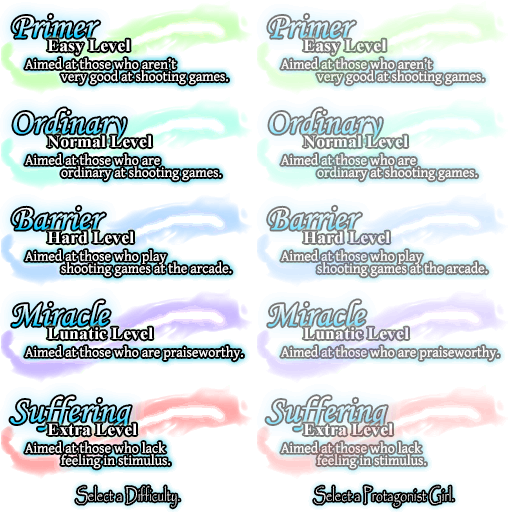 Primer
Easy Level
Aimed at those who aren't
very good at shooting games.
Ordinary
Normal Level
Aimed at those who are
ordinary at shooting games.
Barrier
Hard Level
Aimed at those who play
shooting games at the arcade.
Miracle
Lunatic Level
Aimed at those who are praiseworthy.
Suffering
Extra Level
Aimed at those who lack
feeling in stimulus.
Select a Difficulty.
Primer
Easy Level
Aimed at those who aren't
very good at shooting games.
Ordinary
Normal Level
Aimed at those who are
ordinary at shooting games.
Barrier
Hard Level
Aimed at those who play
shooting games at the arcade.
Miracle
Lunatic Level
Aimed at those who are praiseworthy.
Suffering
Extra Level
Aimed at those who lack
feeling in stimulus.
Select a Protagonist Girl.